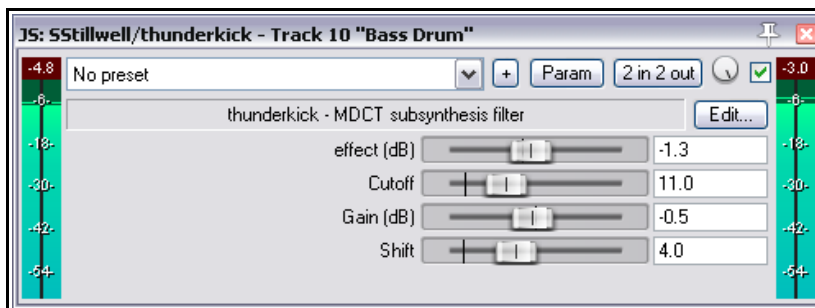 JS: SStillwell/thunderkick - Track 10 "Bass Drum"
-4.8 No preset + Param 2 in 2 out -3.0
-6- thunderkick - MDCT subsynthesis filter Edit... -6-
-18- effect (dB) -1.3 -18-
-30- Cutoff 11.0 -30-
-42- Gain (dB) -0.5 -42-
Shift 4.0
-54- -54-